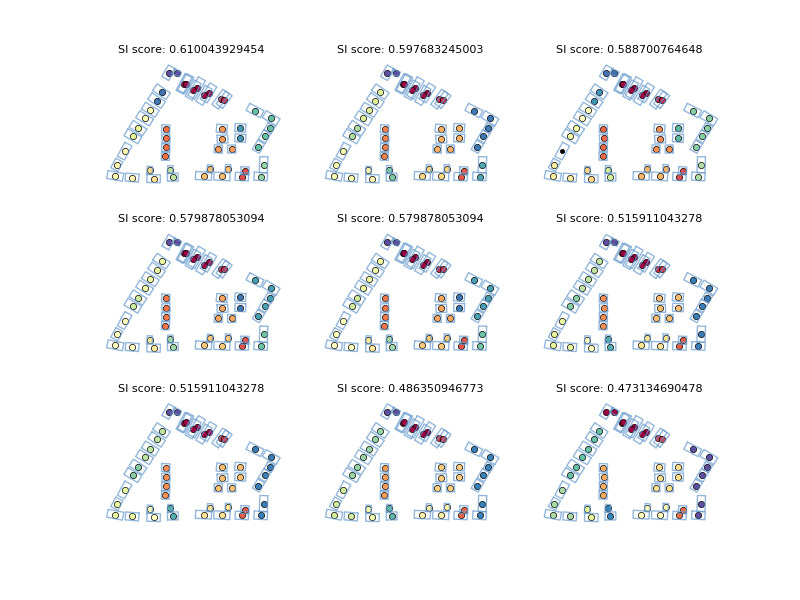 SI score: 0.610043929454
SI score: 0.597683245003
SI score: 0.588700764648
SI score: 0.579878053094
SI score: 0.579878053094
SI score: 0.515911043278
SI score: 0.515911043278
SI score: 0.486350946773
SI score: 0.473134690478